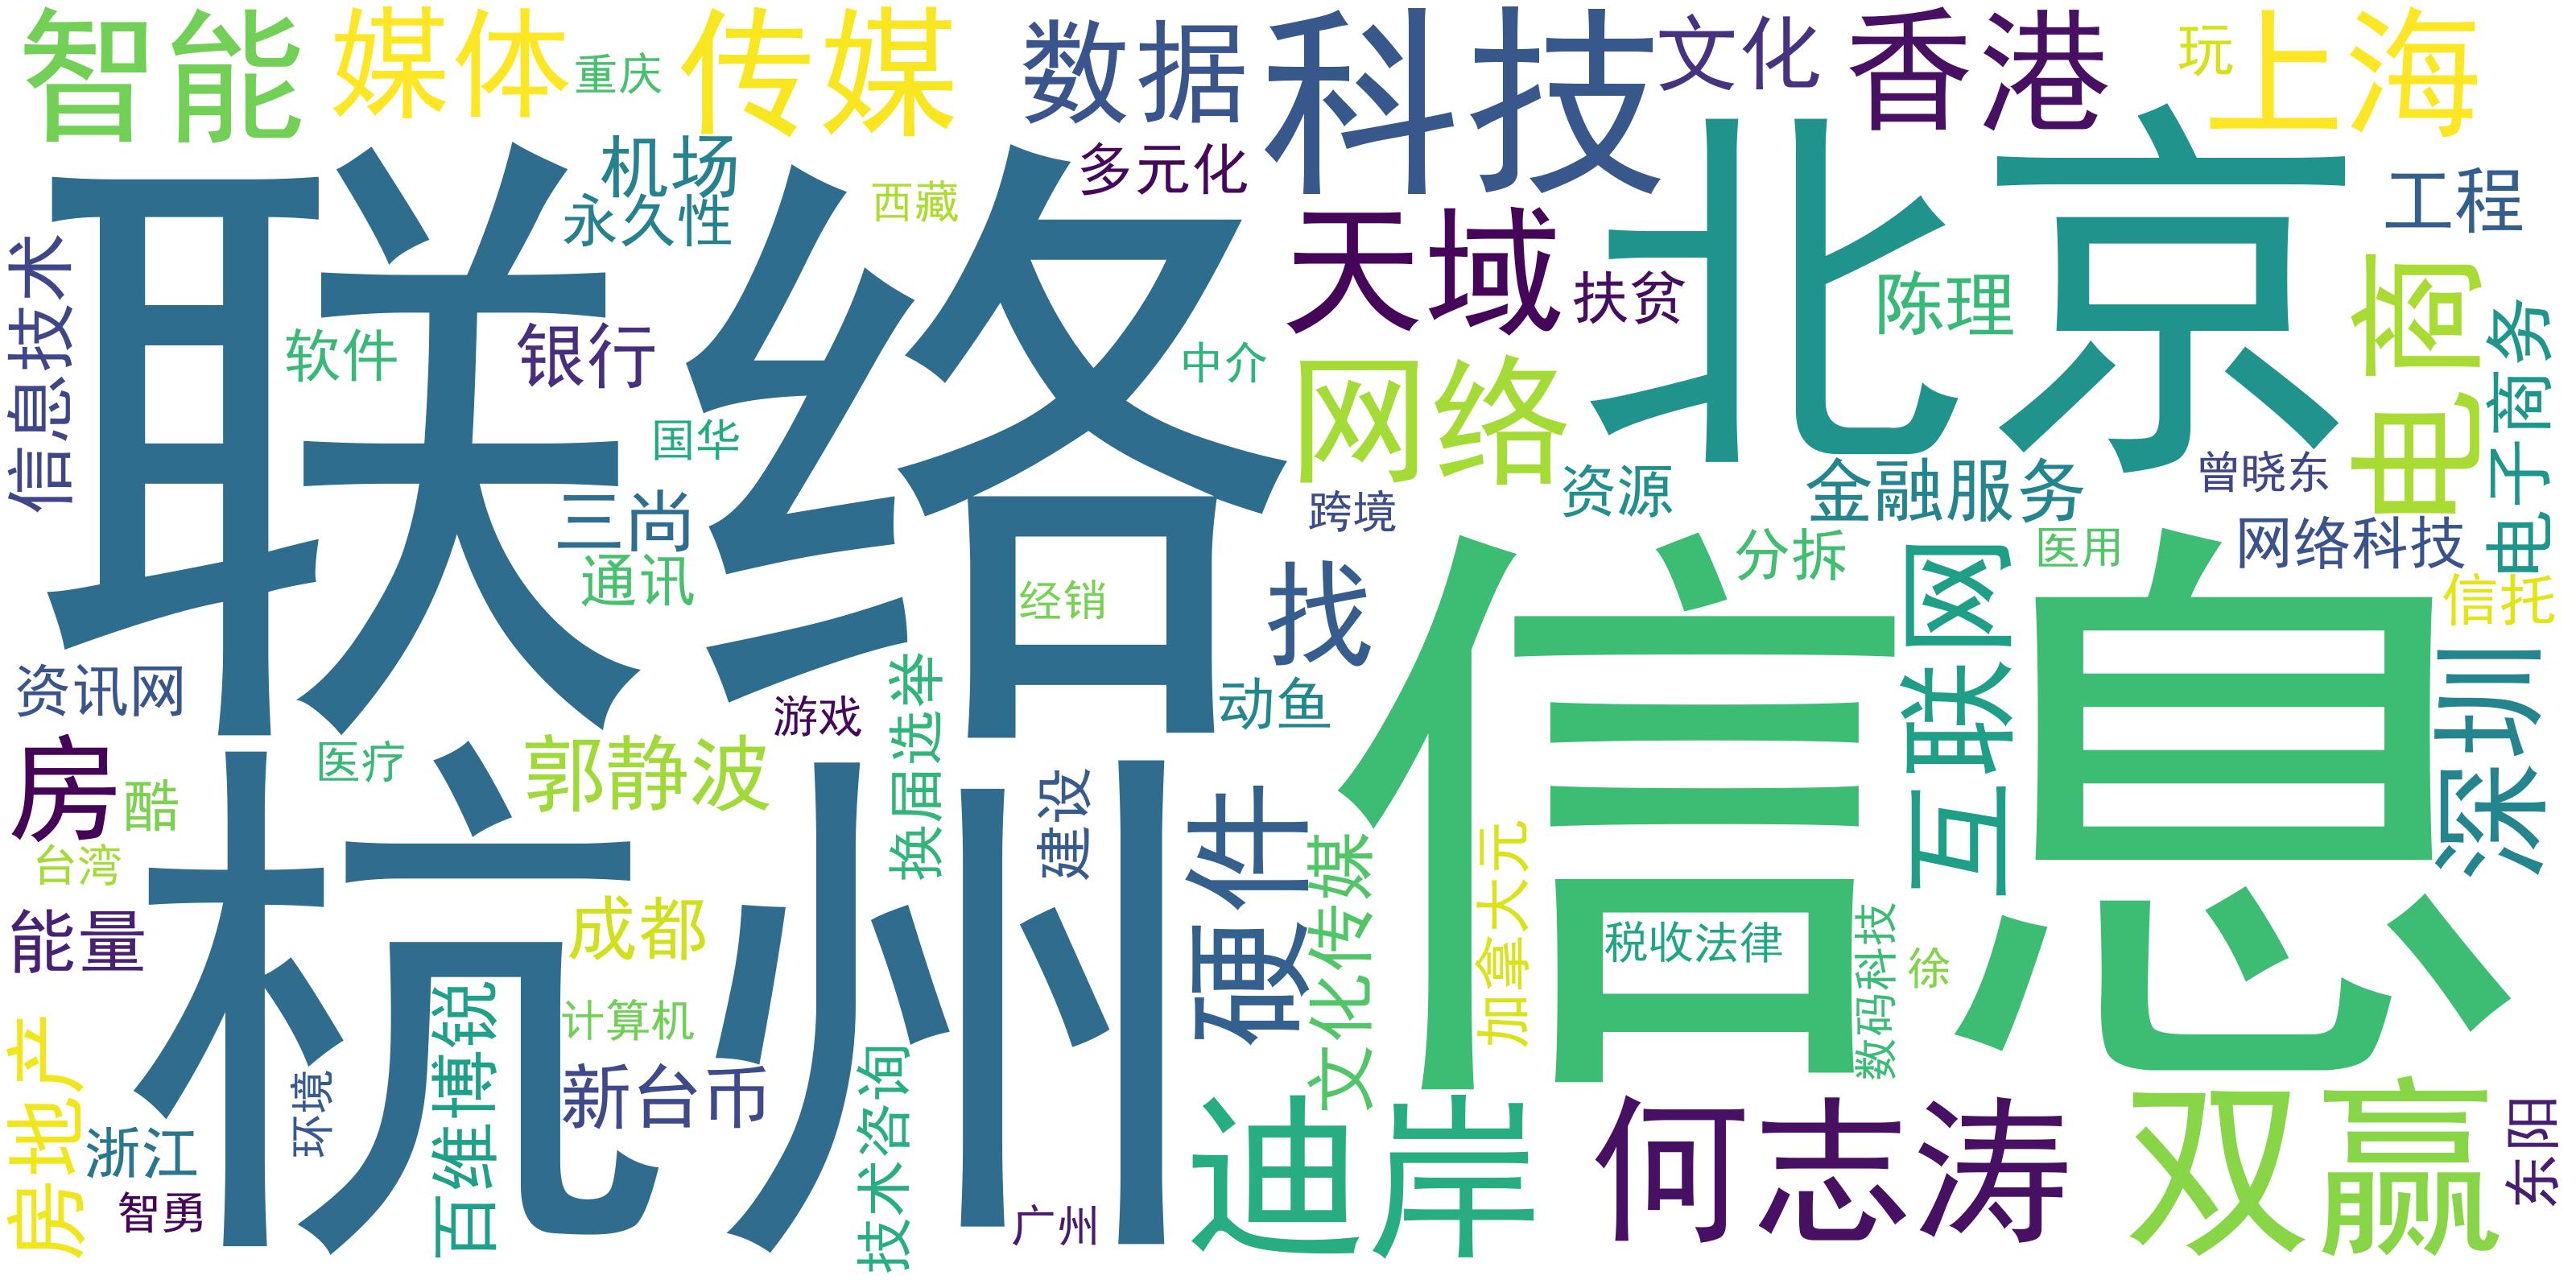 智能
媒体
重庆
传媒
数据
科技
文化
香港
玩
上海
机场
永久性
西藏
多元化
天域
扶贫
北京
陈理
工程
电商
电子商务
信息技术
联络
软件
银行
国华
中介
网络
三尚
通讯
经销
跨境
资源
金融服务
曾晓东
网络科技
找
分拆
医用
信托
信息
互联网
深圳
资讯网
动鱼
游戏
换届选举
房
酷
医疗
郭静波
建设
硬件
台湾
杭州
能量
成都
文化传媒
加拿大元
税收法律
数码科技
徐
计算机
百维博锐
新台币
技术咨询
房地产
浙江
环境
智勇
广州
迪岸
何志涛
双赢
东阳